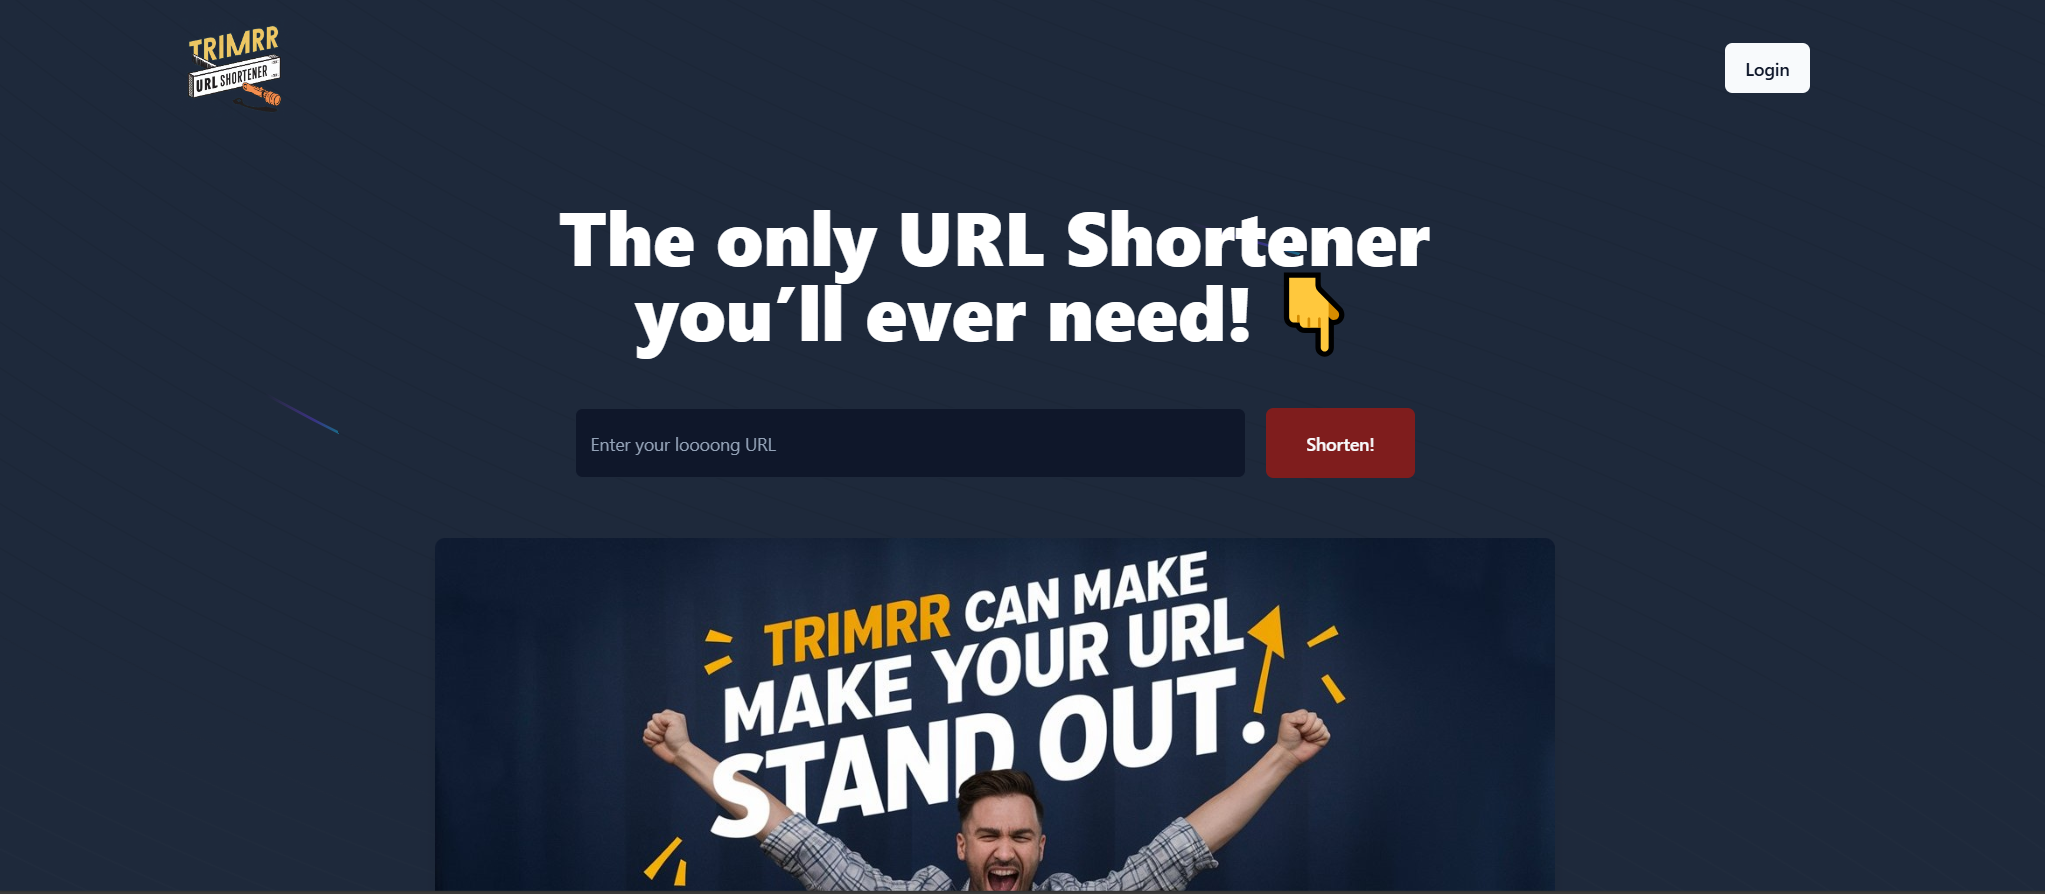 TRIMRR
URL SHORTENER
Login
The only URL Shortener
you’ll ever need! 👇
Enter your loooong URL
Shorten!
TRIMRR CAN MAKE
MAKE YOUR URL
STAND OUT.